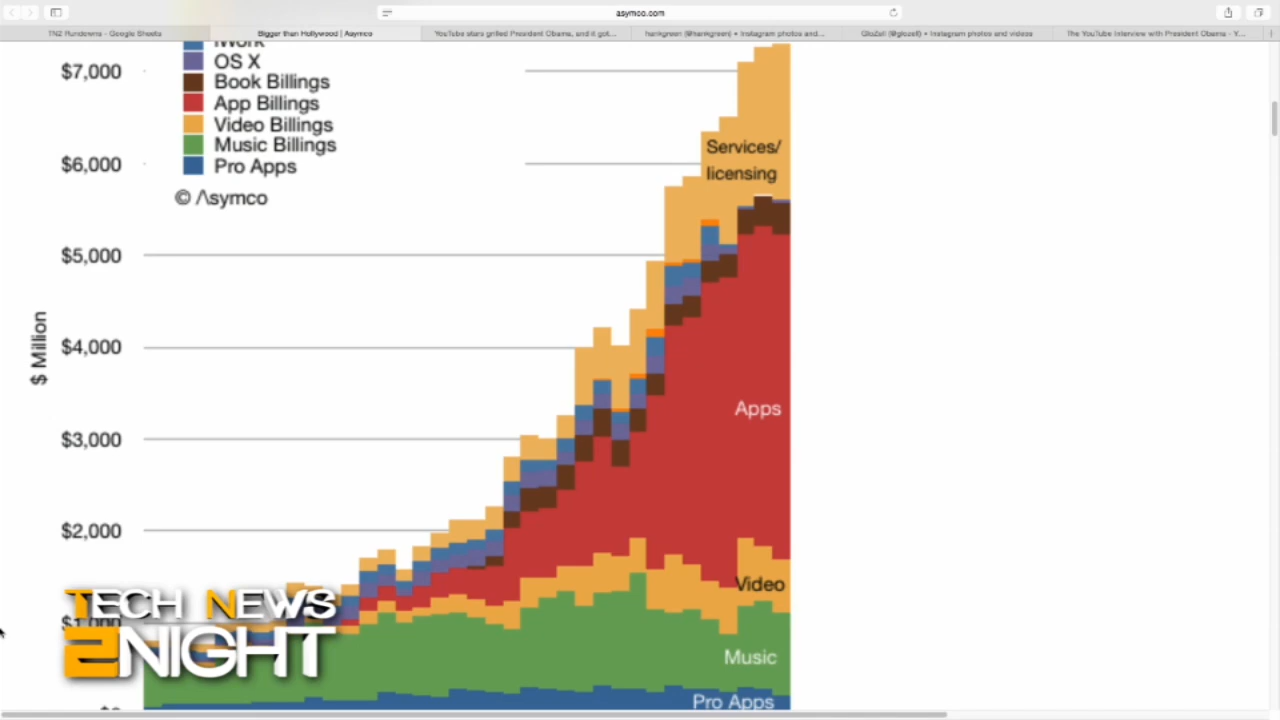 asymco.com
TN2 Rundowns - Google Sheets
Bigger than Hollywood | Asymco
YouTube stars grilled President Obama, and it got...
hankgreen (@hankgreen) • Instagram photos and...
GloZell (@glozell) • Instagram photos and videos
The YouTube Interview with President Obama - Y...
iWork
OS X
Book Billings
App Billings
Video Billings
Music Billings
Pro Apps
© /\symco
$ Million
$7,000
$6,000
$5,000
$4,000
$3,000
$2,000
$1,000
Services/
licensing
Apps
Video
Music
Pro Apps
TECH NEWS
2NIGHT